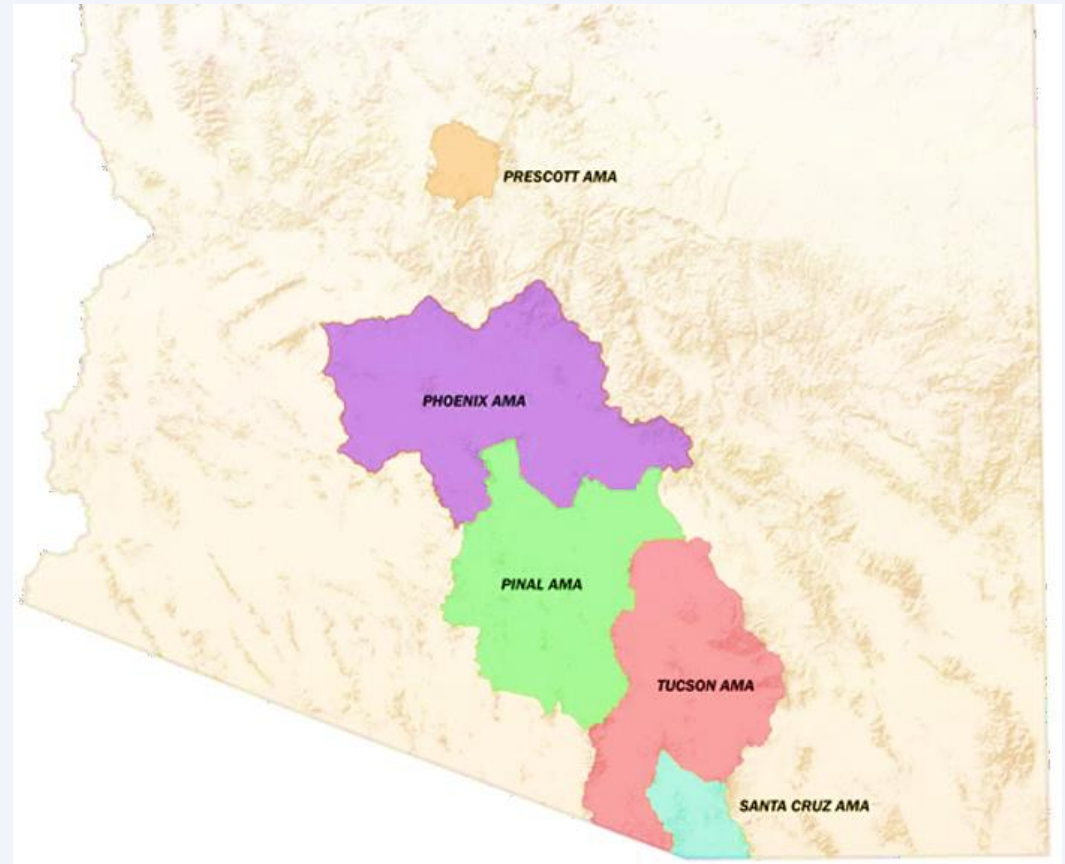 PRESCOTT AMA
PHOENIX AMA
PINAL AMA
TUCSON AMA
SANTA CRUZ AMA